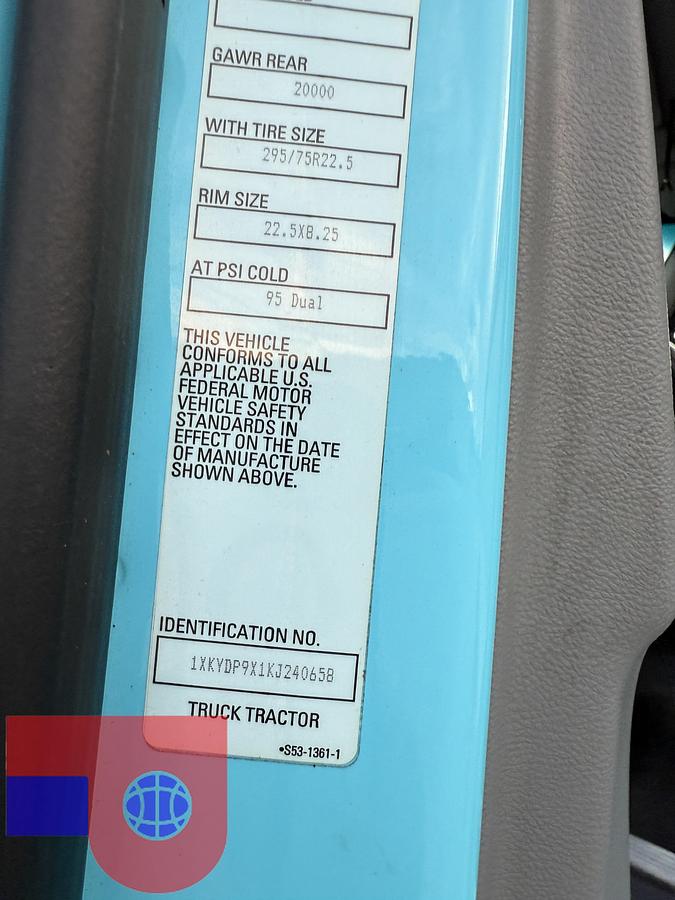 GAWR REAR
20000
WITH TIRE SIZE
295/75R22.5
RIM SIZE
22.5X8.25
AT PSI COLD
95 Dual
THIS VEHICLE
CONFORMS TO ALL
APPLICABLE U.S.
FEDERAL MOTOR
VEHICLE SAFETY
STANDARDS IN
EFFECT ON THE DATE
OF MANUFACTURE
SHOWN ABOVE.
IDENTIFICATION NO.
1XKYDP9X1KJ240658
TRUCK TRACTOR
•S53-1361-1